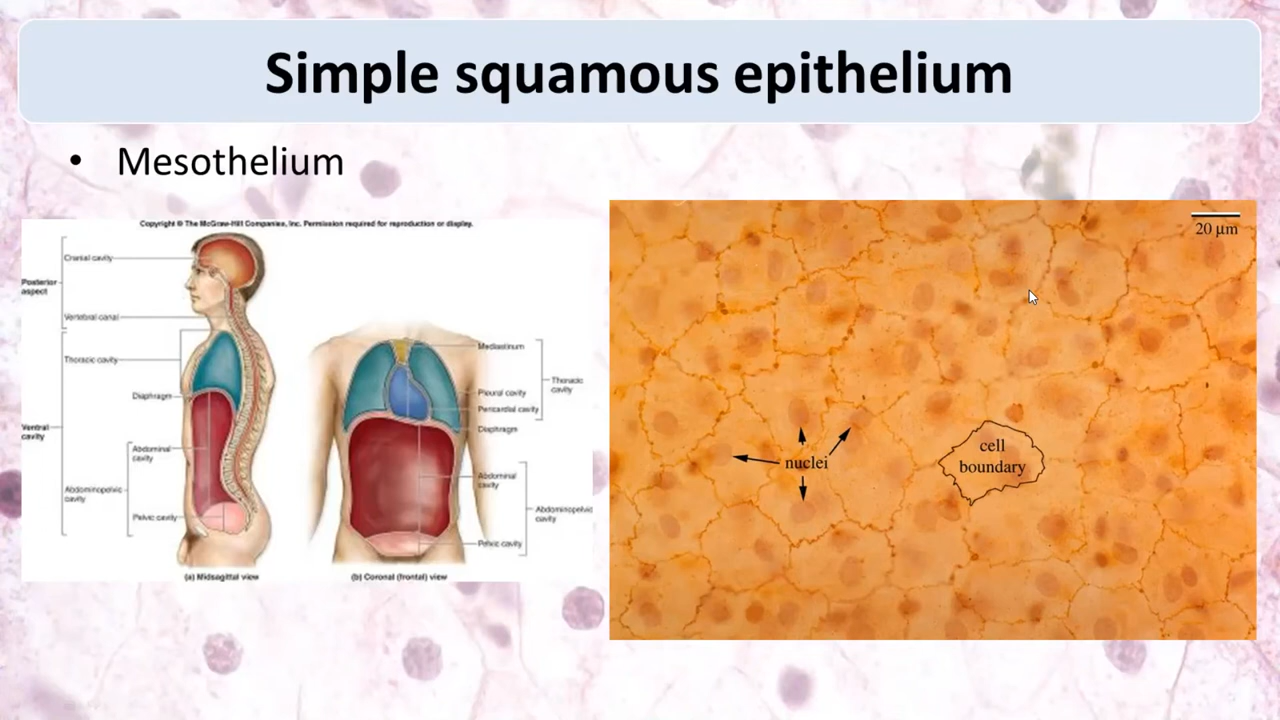 Simple squamous epithelium
• Mesothelium
Copyright © The McGraw-Hill Companies, Inc. Permission required for reproduction or display.
Cranial cavity
Posterior
aspect
Vertebral canal
Thoracic cavity
Diaphragm
Ventral
cavity
Abdominal
cavity
Abdominopelvic
cavity
Pelvic cavity
(a) Midsagittal view
Mediastinum
Thoracic
cavity
Pleural cavity
Pericardial cavity
Diaphragm
Abdominal
cavity
Abdominopelvic
cavity
Pelvic cavity
(b) Coronal (frontal) view
20 µm
nuclei
cell
boundary